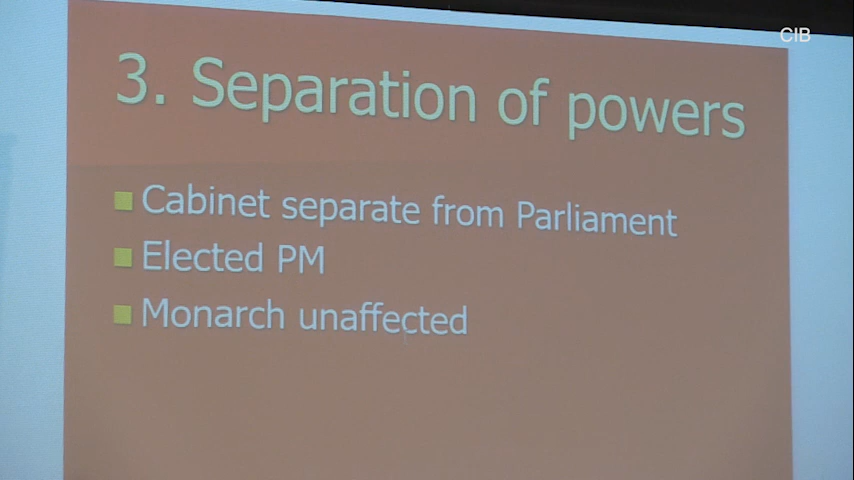 CIB
3. Separation of powers
Cabinet separate from Parliament
Elected PM
Monarch unaffected